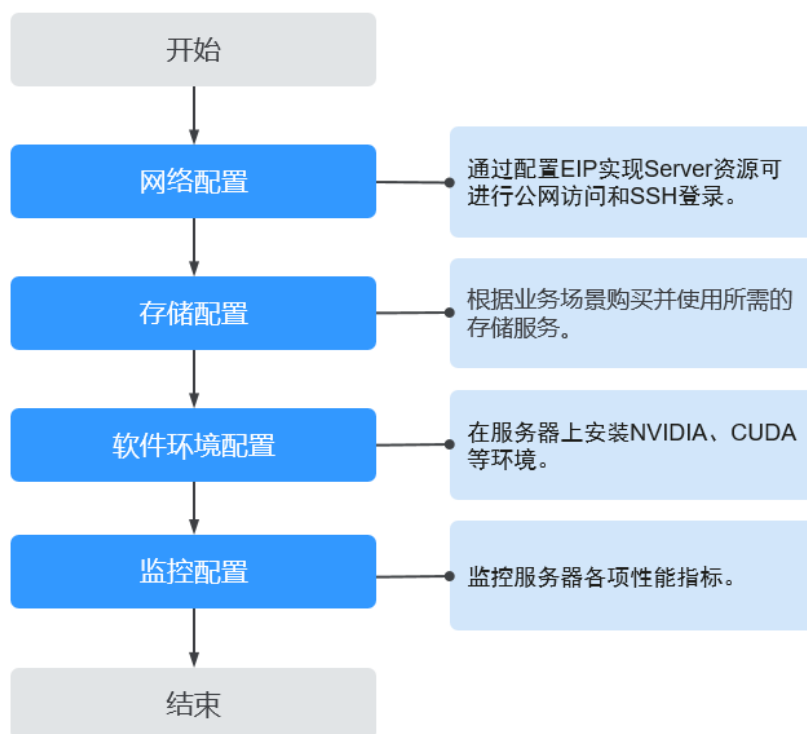 开始
网络配置
通过配置EIP实现Server资源可
进行公网访问和SSH登录。
存储配置
根据业务场景购买并使用所需的
存储服务。
软件环境配置
在服务器上安装NVIDIA、CUDA
等环境。
监控配置
监控服务器各项性能指标。
结束